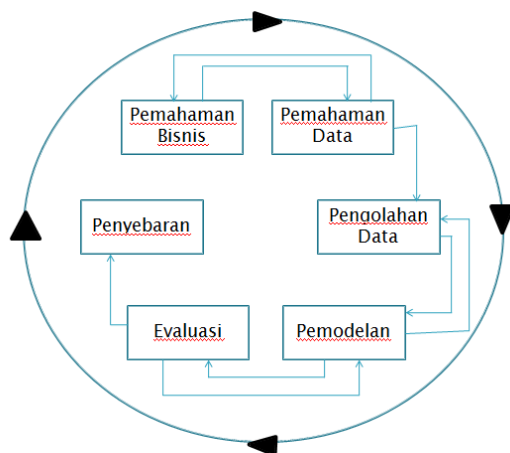 Pemahaman
Bisnis
Pemahaman
Data
Penyebaran
Pengolahan
Data
Evaluasi
Pemodelan